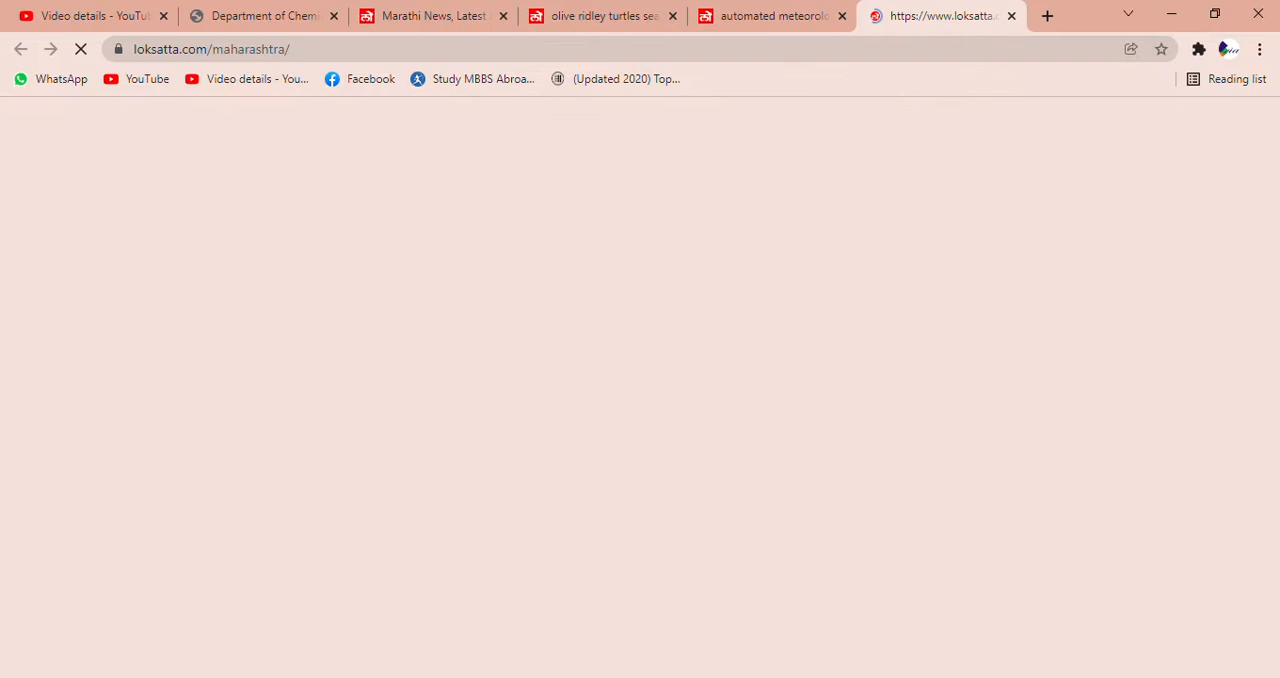 Video details - YouTu
Department of Chemi
Marathi News, Latest
olive ridley turtles sea
automated meteorolo
https://www.loksatta.c
loksatta.com/maharashtra/
WhatsApp
YouTube
Video details - You...
Facebook
Study MBBS Abroa...
(Updated 2020) Top...
Reading list